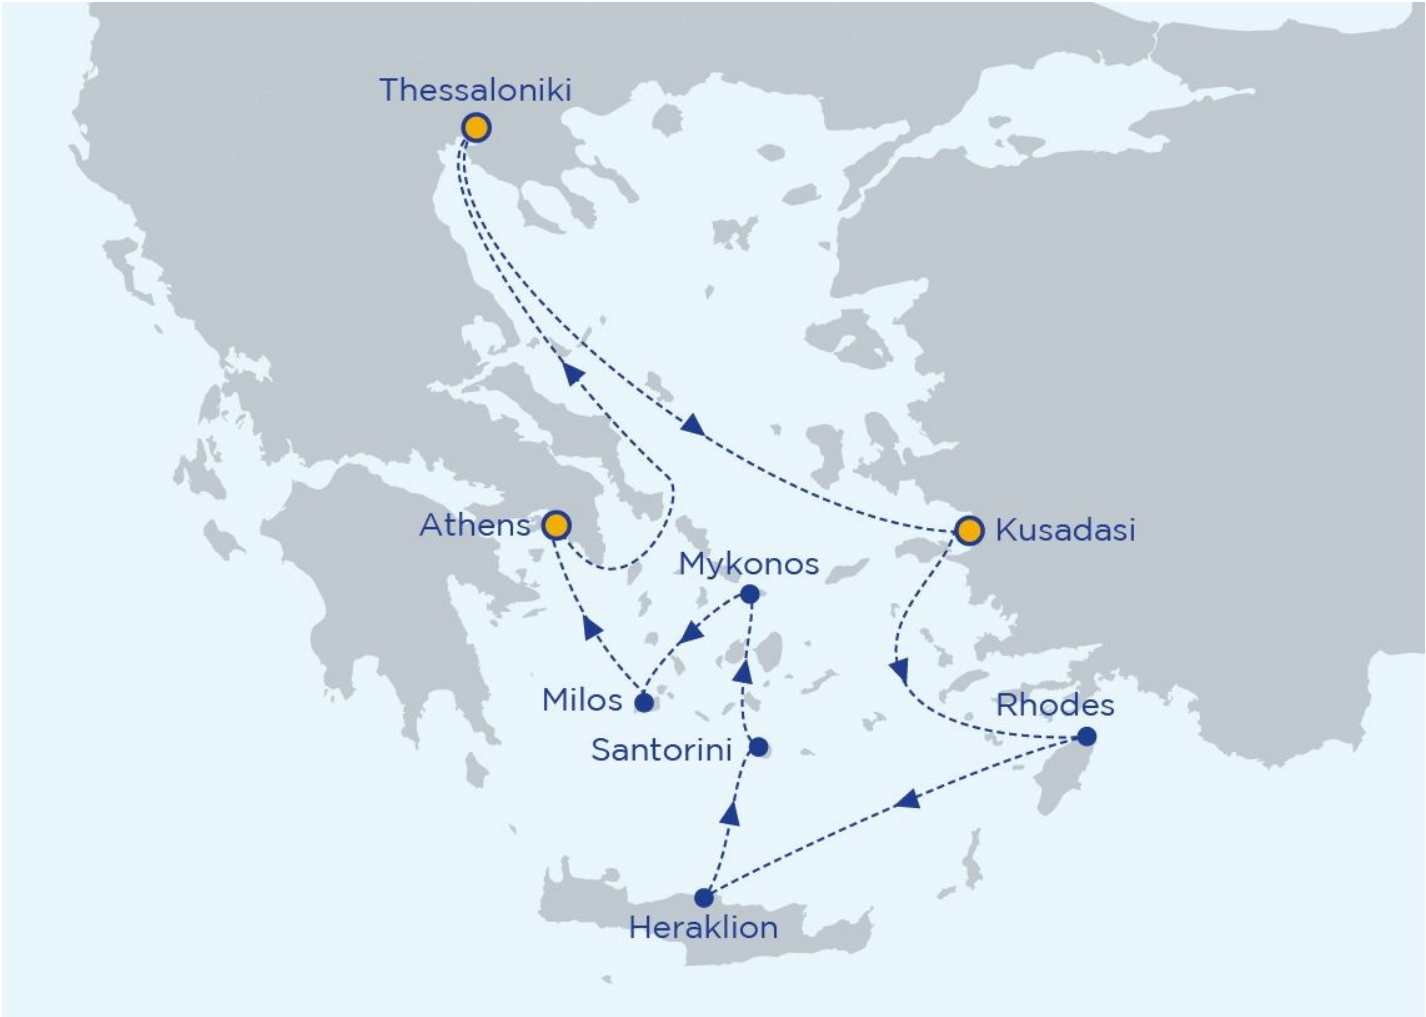 Thessaloniki
Athens
Kusadasi
Mykonos
Milos
Rhodes
Santorini
Heraklion